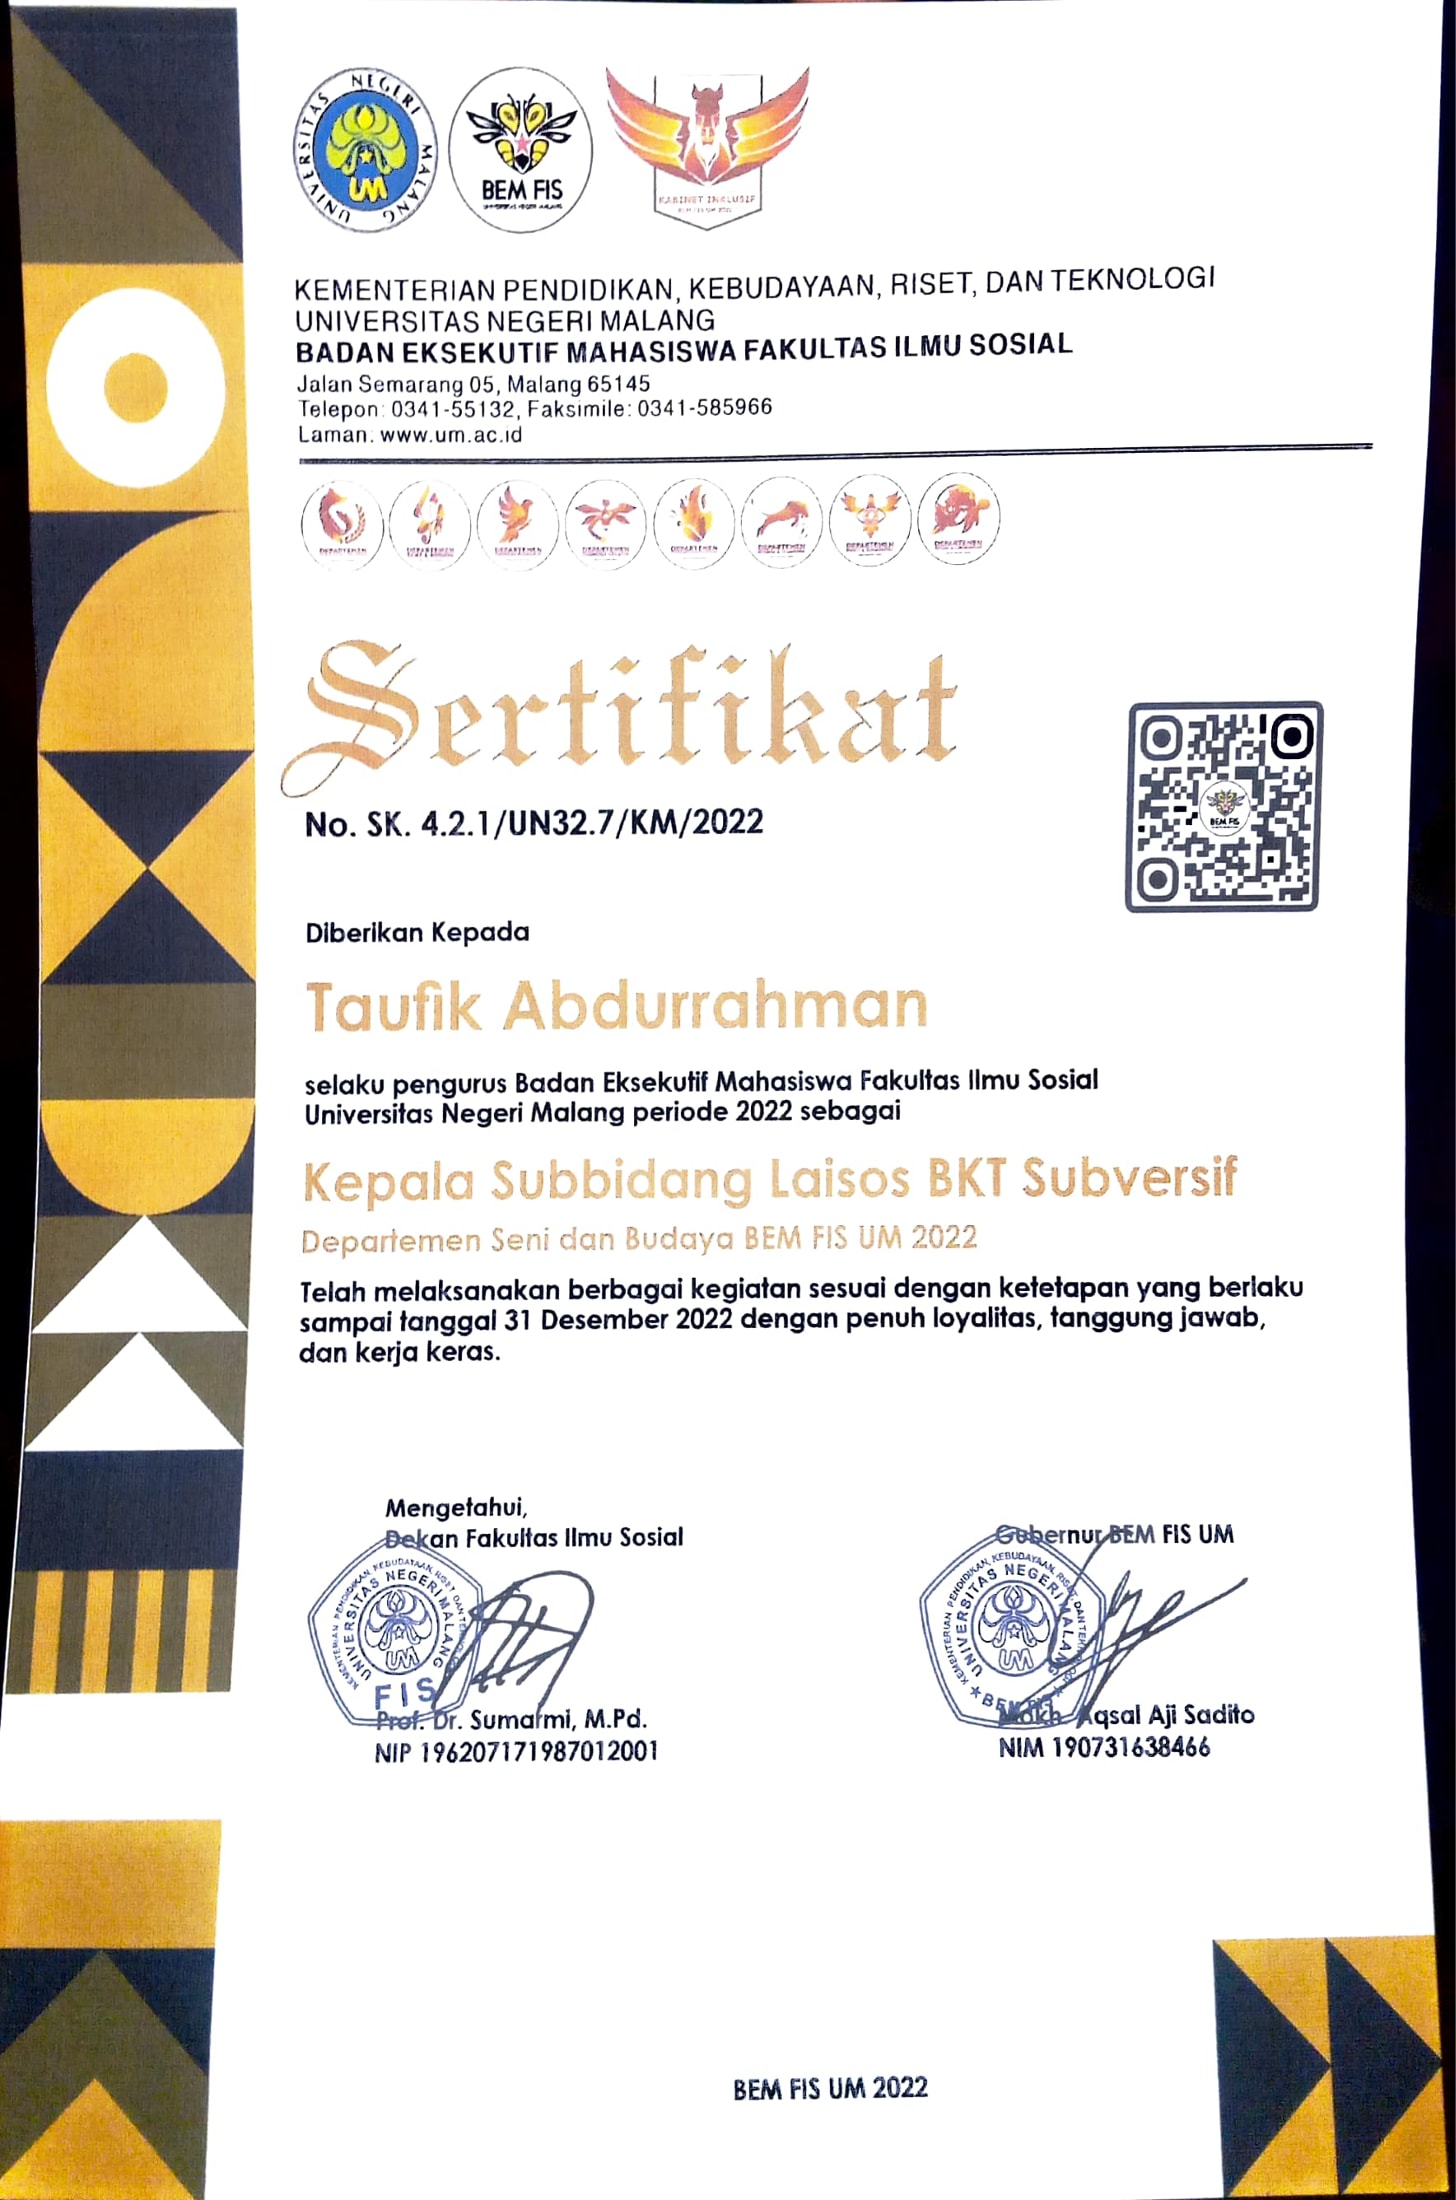 UNIVERSITAS NEGERI MALANG
UM
BEM FIS
KABINET INKLUSIF
BEM FIS UM 2022
KEMENTERIAN PENDIDIKAN, KEBUDAYAAN, RISET, DAN TEKNOLOGI
UNIVERSITAS NEGERI MALANG
BADAN EKSEKUTIF MAHASISWA FAKULTAS ILMU SOSIAL
Jalan Semarang 05, Malang 65145
Telepon: 0341-55132, Faksimile: 0341-585966
Laman: www.um.ac.id
DEPARTEMEN DEPARTEMEN DEPARTEMEN DEPARTEMEN DEPARTEMEN DEPARTEMEN DEPARTEMEN DEPARTEMEN
Sertifikat
No. SK. 4.2.1/UN32.7/KM/2022
BEM FIS
Diberikan Kepada
Taufik Abdurrahman
selaku pengurus Badan Eksekutif Mahasiswa Fakultas Ilmu Sosial
Universitas Negeri Malang periode 2022 sebagai
Kepala Subbidang Laisos BKT Subversif
Departemen Seni dan Budaya BEM FIS UM 2022
Telah melaksanakan berbagai kegiatan sesuai dengan ketetapan yang berlaku
sampai tanggal 31 Desember 2022 dengan penuh loyalitas, tanggung jawab,
dan kerja keras.
Mengetahui,
Dekan Fakultas Ilmu Sosial
KEMENTERIAN PENDIDIKAN, KEBUDAYAAN, RISET, DAN
UNIVERSITAS NEGERI MALANG
UM
FIS
Prof. Dr. Sumarmi, M.Pd.
NIP 196207171987012001
Gubernur BEM FIS UM
KEMENTERIAN PENDIDIKAN, KEBUDAYAAN, RISET, DAN
UNIVERSITAS NEGERI MALANG
UM
BEM FIS
Mokh. Aqsal Aji Sadito
NIM 190731638466
BEM FIS UM 2022